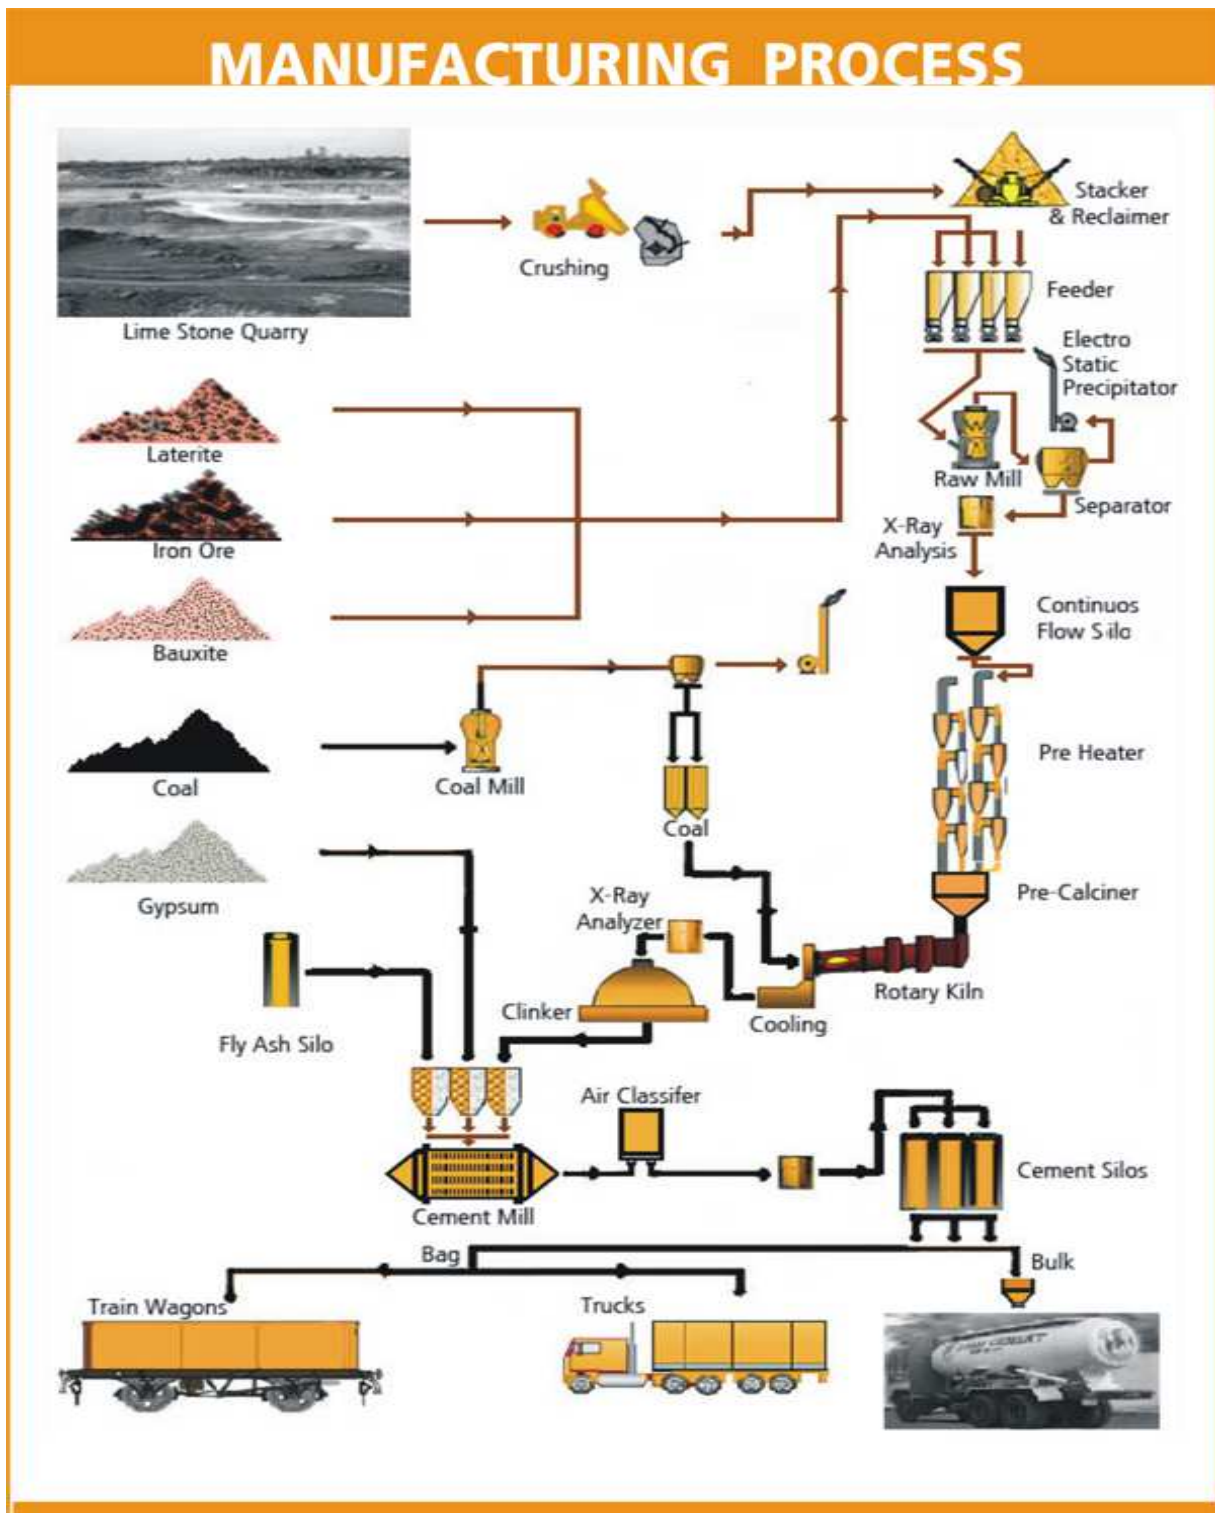 MANUFACTURING PROCESS
Stacker
& Reclaimer
Crushing
Feeder
Lime Stone Quarry
Electro
Static
Precipitator
Laterite
Raw Mill
Separator
X-Ray
Analysis
Iron Ore
Continuos
Flow Silo
Bauxite
Pre Heater
Coal
Coal Mill
Coal
Pre-Calciner
X-Ray
Analyzer
Gypsum
Rotary Kiln
Clinker
Cooling
Fly Ash Silo
Air Classifer
Cement Silos
Cement Mill
Bag
Bulk
Train Wagons
Trucks